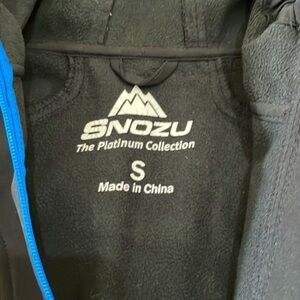 SNOZU
The Platinum Collection
S
Made in China